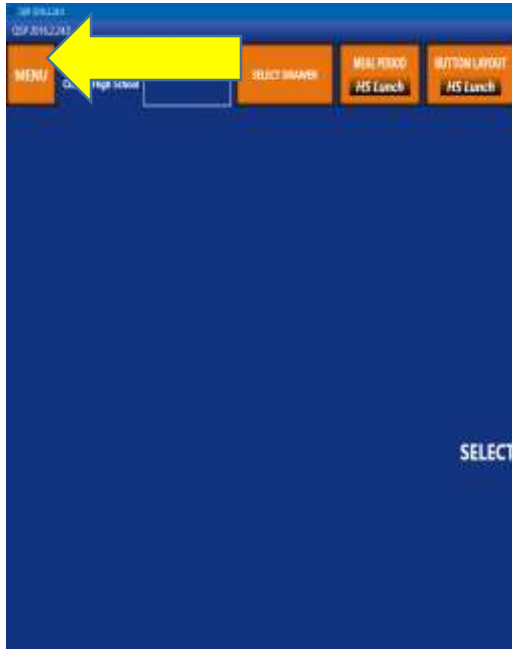 MENU
High School
SELECT DRAWER
MEAL PERIOD
HS Lunch
BUTTON LAYOUT
HS Lunch
SELECT